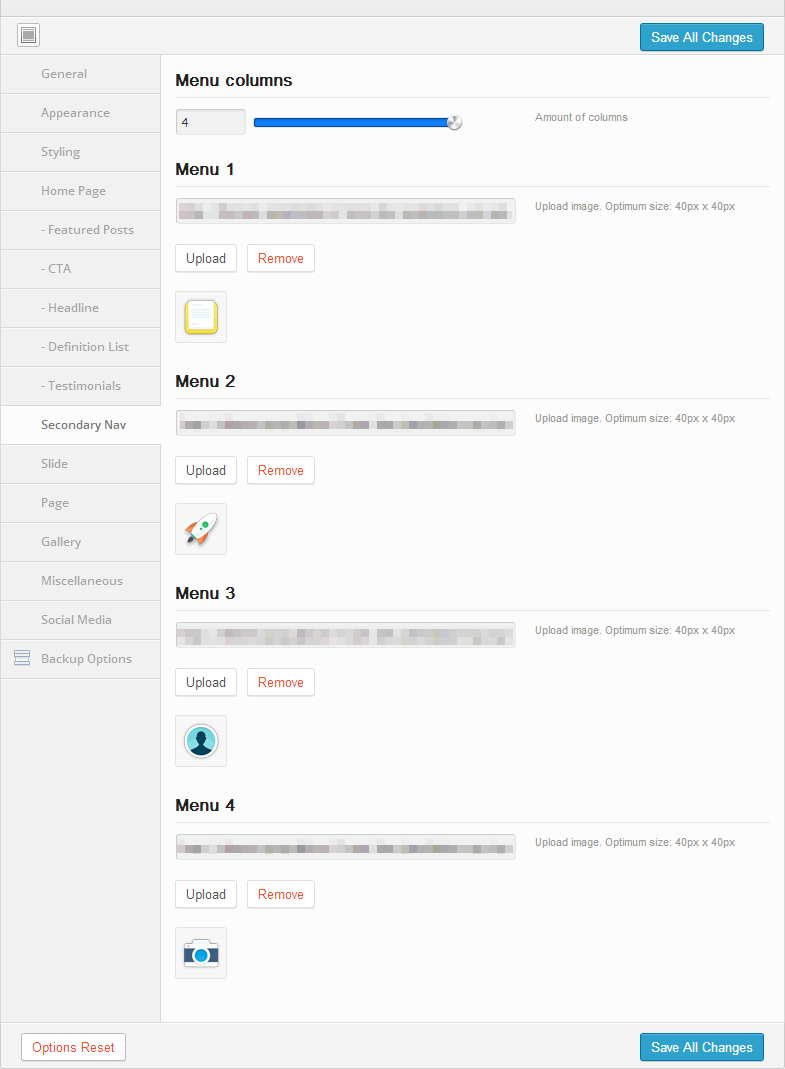 Save All Changes
General
Appearance
Styling
Home Page
- Featured Posts
- CTA
- Headline
- Definition List
- Testimonials
Secondary Nav
Slide
Page
Gallery
Miscellaneous
Social Media
Backup Options
Menu columns
4
Amount of columns
Menu 1
Upload image. Optimum size: 40px x 40px
Upload Remove
Menu 2
Upload image. Optimum size: 40px x 40px
Upload Remove
Menu 3
Upload image. Optimum size: 40px x 40px
Upload Remove
Menu 4
Upload image. Optimum size: 40px x 40px
Upload Remove
Options Reset
Save All Changes